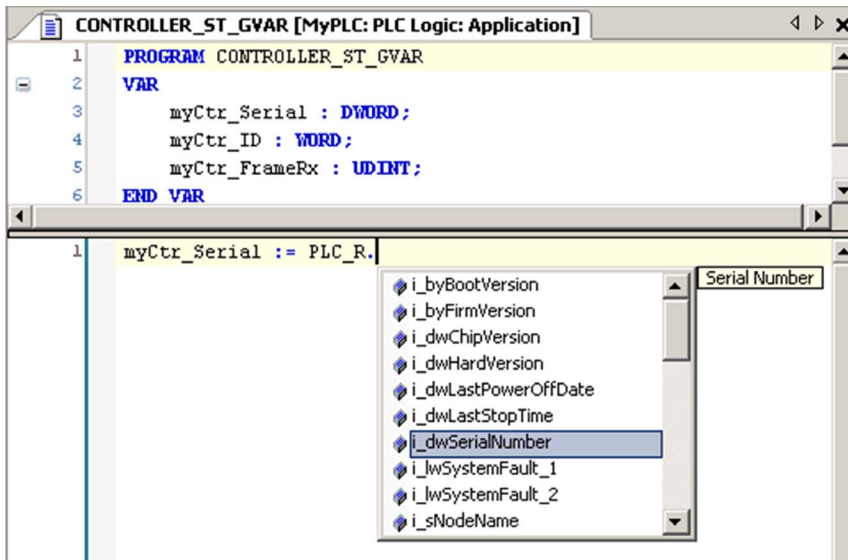 CONTROLLER_ST_GVAR [MyPLC: PLC Logic: Application]
1 PROGRAM CONTROLLER_ST_GVAR
2 VAR
3 myCtr_Serial : DWORD;
4 myCtr_ID : WORD;
5 myCtr_FrameRx : UDINT;
6 END_VAR
1 myCtr_Serial := PLC_R.
i_byBootVersion
Serial Number
i_byFirmVersion
i_dwChipVersion
i_dwHardVersion
i_dwLastPowerOffDate
i_dwLastStopTime
i_dwSerialNumber
i_lwSystemFault_1
i_lwSystemFault_2
i_sNodeName